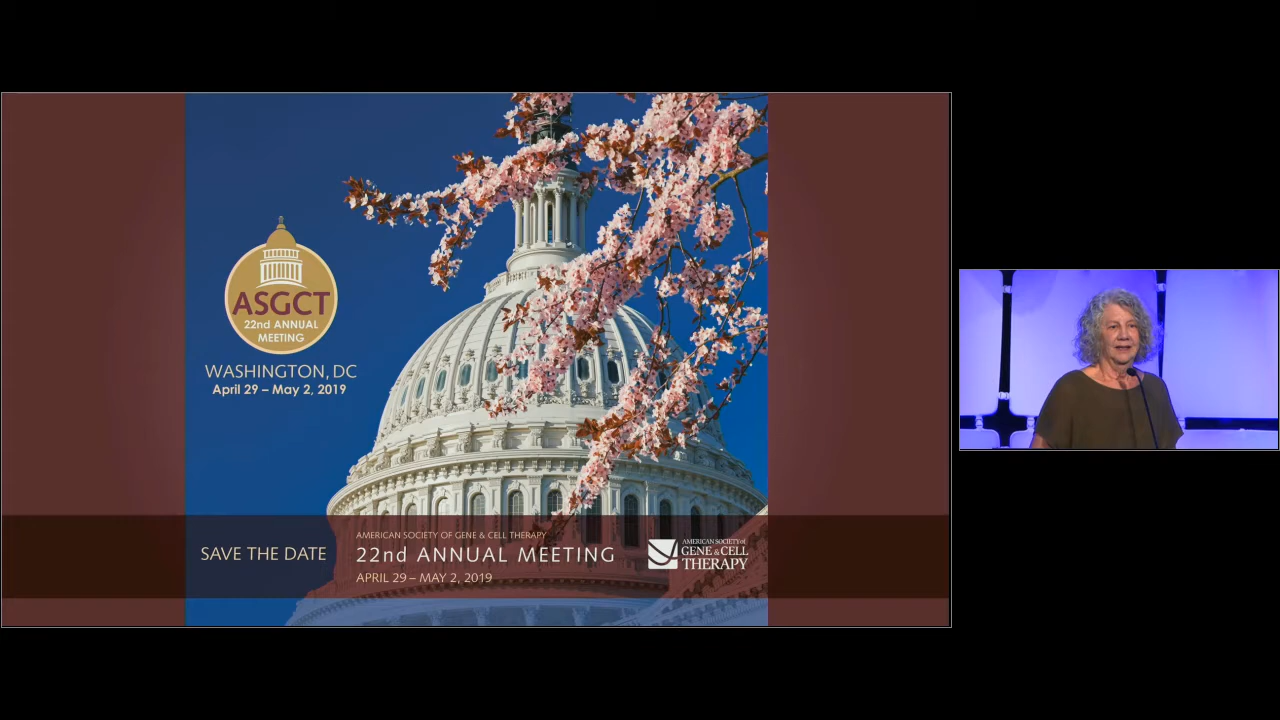 ASGCT
22nd ANNUAL
MEETING
WASHINGTON, DC
April 29 – May 2, 2019
SAVE THE DATE
AMERICAN SOCIETY OF GENE & CELL THERAPY
22nd ANNUAL MEETING
APRIL 29 – MAY 2, 2019
AMERICAN SOCIETY of
GENE & CELL
THERAPY